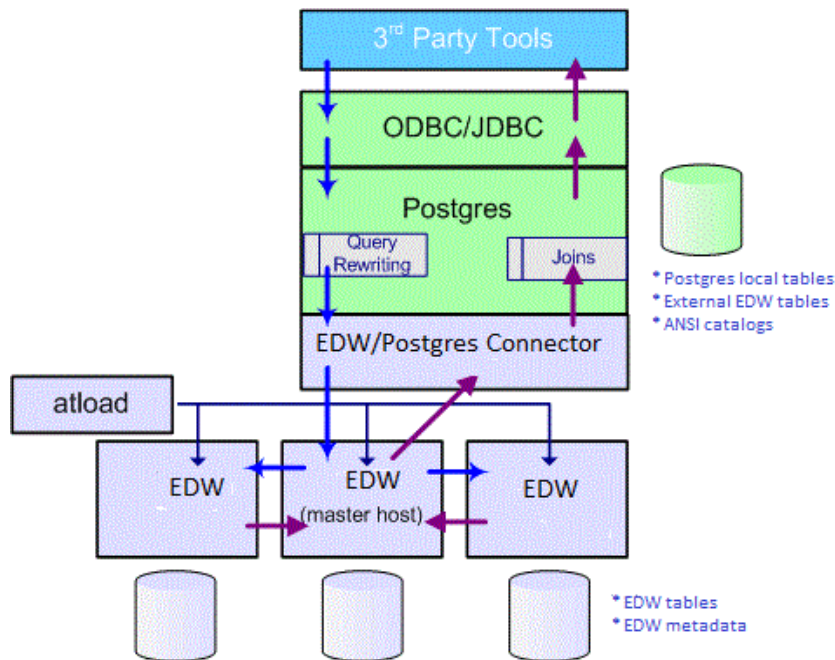 3rd Party Tools
ODBC/JDBC
Postgres
Query
Rewriting
Joins
* Postgres local tables
* External EDW tables
* ANSI catalogs
EDW/Postgres Connector
atload
EDW
EDW
(master host)
EDW
* EDW tables
* EDW metadata